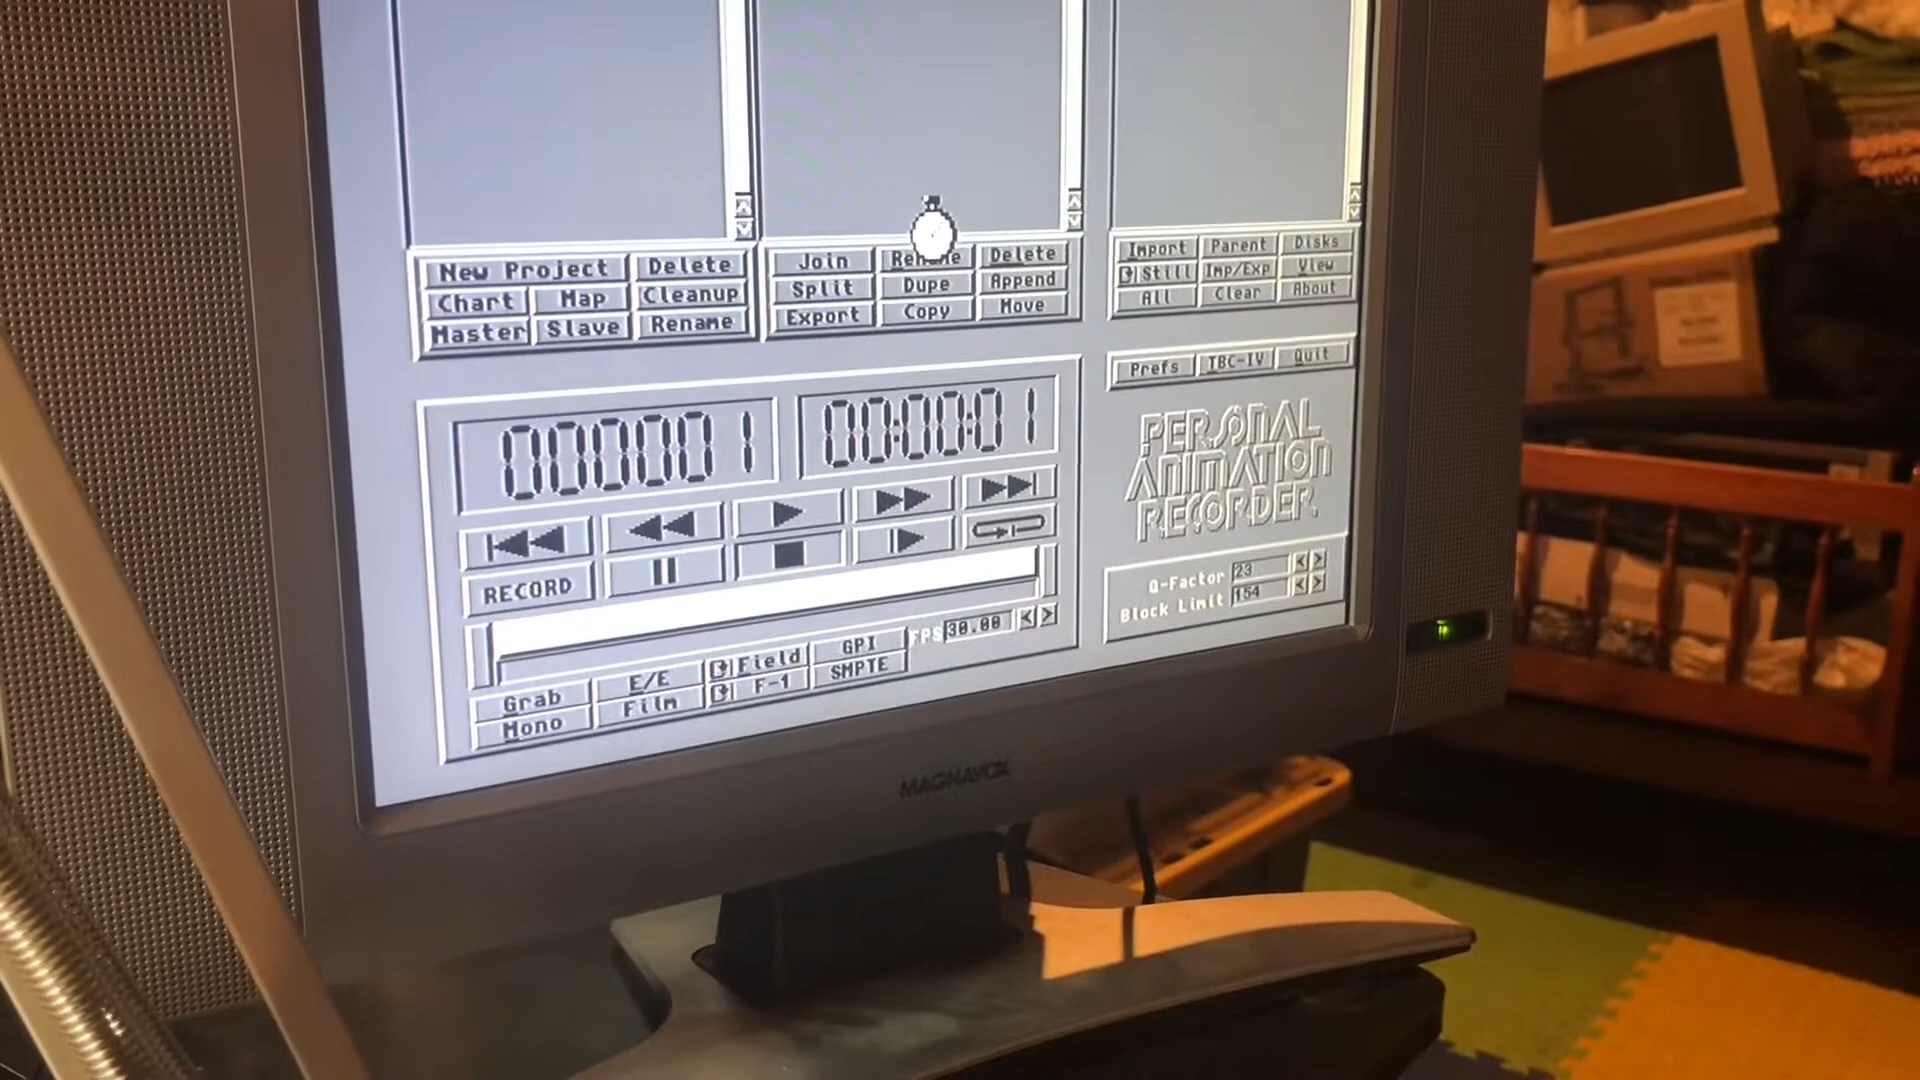 New Project Delete
Chart Map Cleanup
Master Slave Rename
Join Rename Delete
Split Dupe Append
Export Copy Move
Import Parent Disks
Still Imp/Exp View
All Clear About
Prefs TBC-IV Quit
000001 00:00:01
PERSONAL
ANIMATION
RECORDER
RECORD
Q-Factor 23
Block Limit 154
FPS 30.00
Grab E/E Field GPI
Mono Film F-1 SMPTE
MAGNAVOX